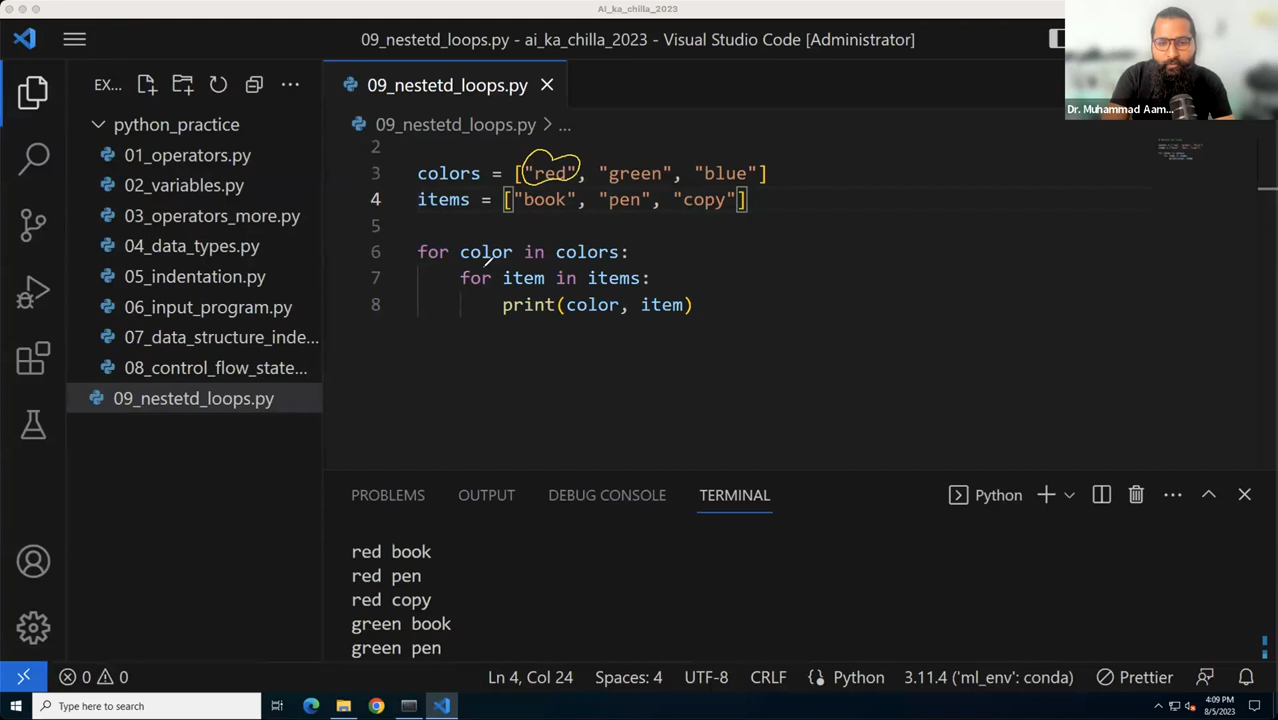 Ai_ka_chilla_2023
09_nestetd_loops.py - ai_ka_chilla_2023 - Visual Studio Code [Administrator]
EX...
09_nestetd_loops.py
Dr. Muhammad Aam...
python_practice
09_nestetd_loops.py > ...
01_operators.py
02_variables.py
03_operators_more.py
04_data_types.py
05_indentation.py
06_input_program.py
07_data_structure_inde...
08_control_flow_state...
09_nestetd_loops.py
2
3 colors = ["red", "green", "blue"]
4 items = ["book", "pen", "copy"]
5
6 for color in colors:
7 for item in items:
8 print(color, item)
PROBLEMS OUTPUT DEBUG CONSOLE TERMINAL
Python
red book
red pen
red copy
green book
green pen
0 0
Ln 4, Col 24 Spaces: 4 UTF-8 CRLF Python 3.11.4 ('ml_env': conda) Prettier
Type here to search
4:09 PM
8/5/2023